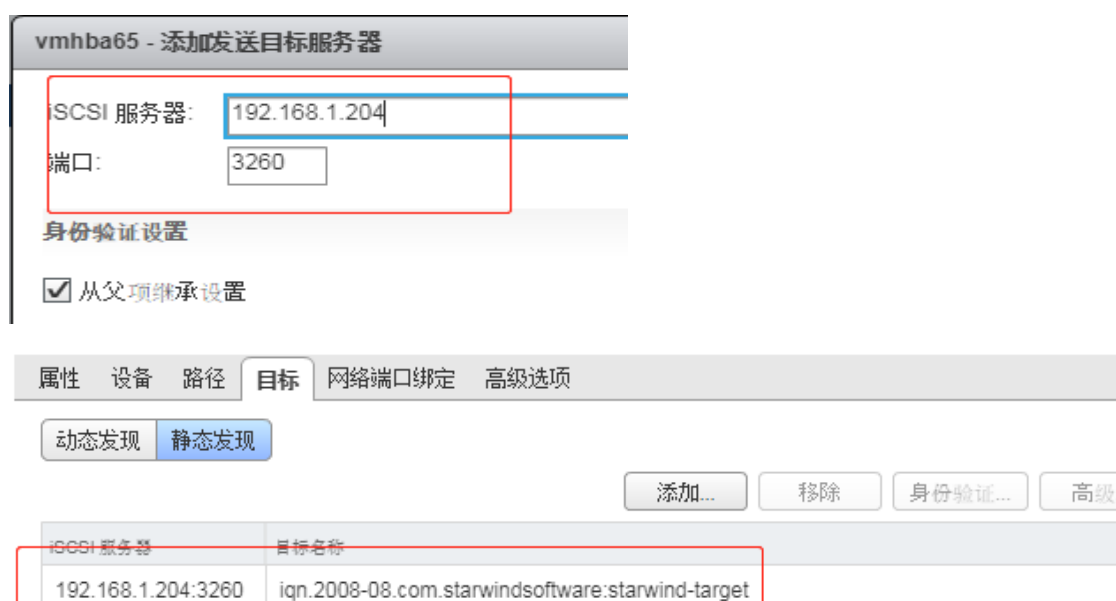 vmhba65 - 添加发送目标服务器
iSCSI 服务器: 192.168.1.204
端口: 3260
身份验证设置
从父项继承设置
属性 设备 路径 目标 网络端口绑定 高级选项
动态发现 静态发现
添加... 移除 身份验证... 高级
iSCSI 服务器 目标名称
192.168.1.204:3260 iqn.2008-08.com.starwindsoftware:starwind-target